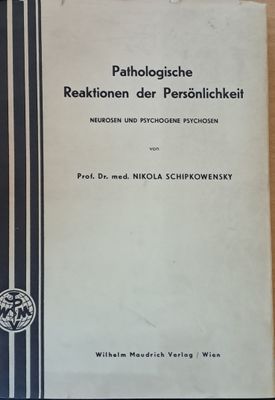 Pathologische
Reaktionen der Persönlichkeit
NEUROSEN UND PSYCHOGENE PSYCHOSEN
von
Prof. Dr. med. NIKOLA SCHIPKOWENSKY
Wilhelm Maudrich Verlag / Wien